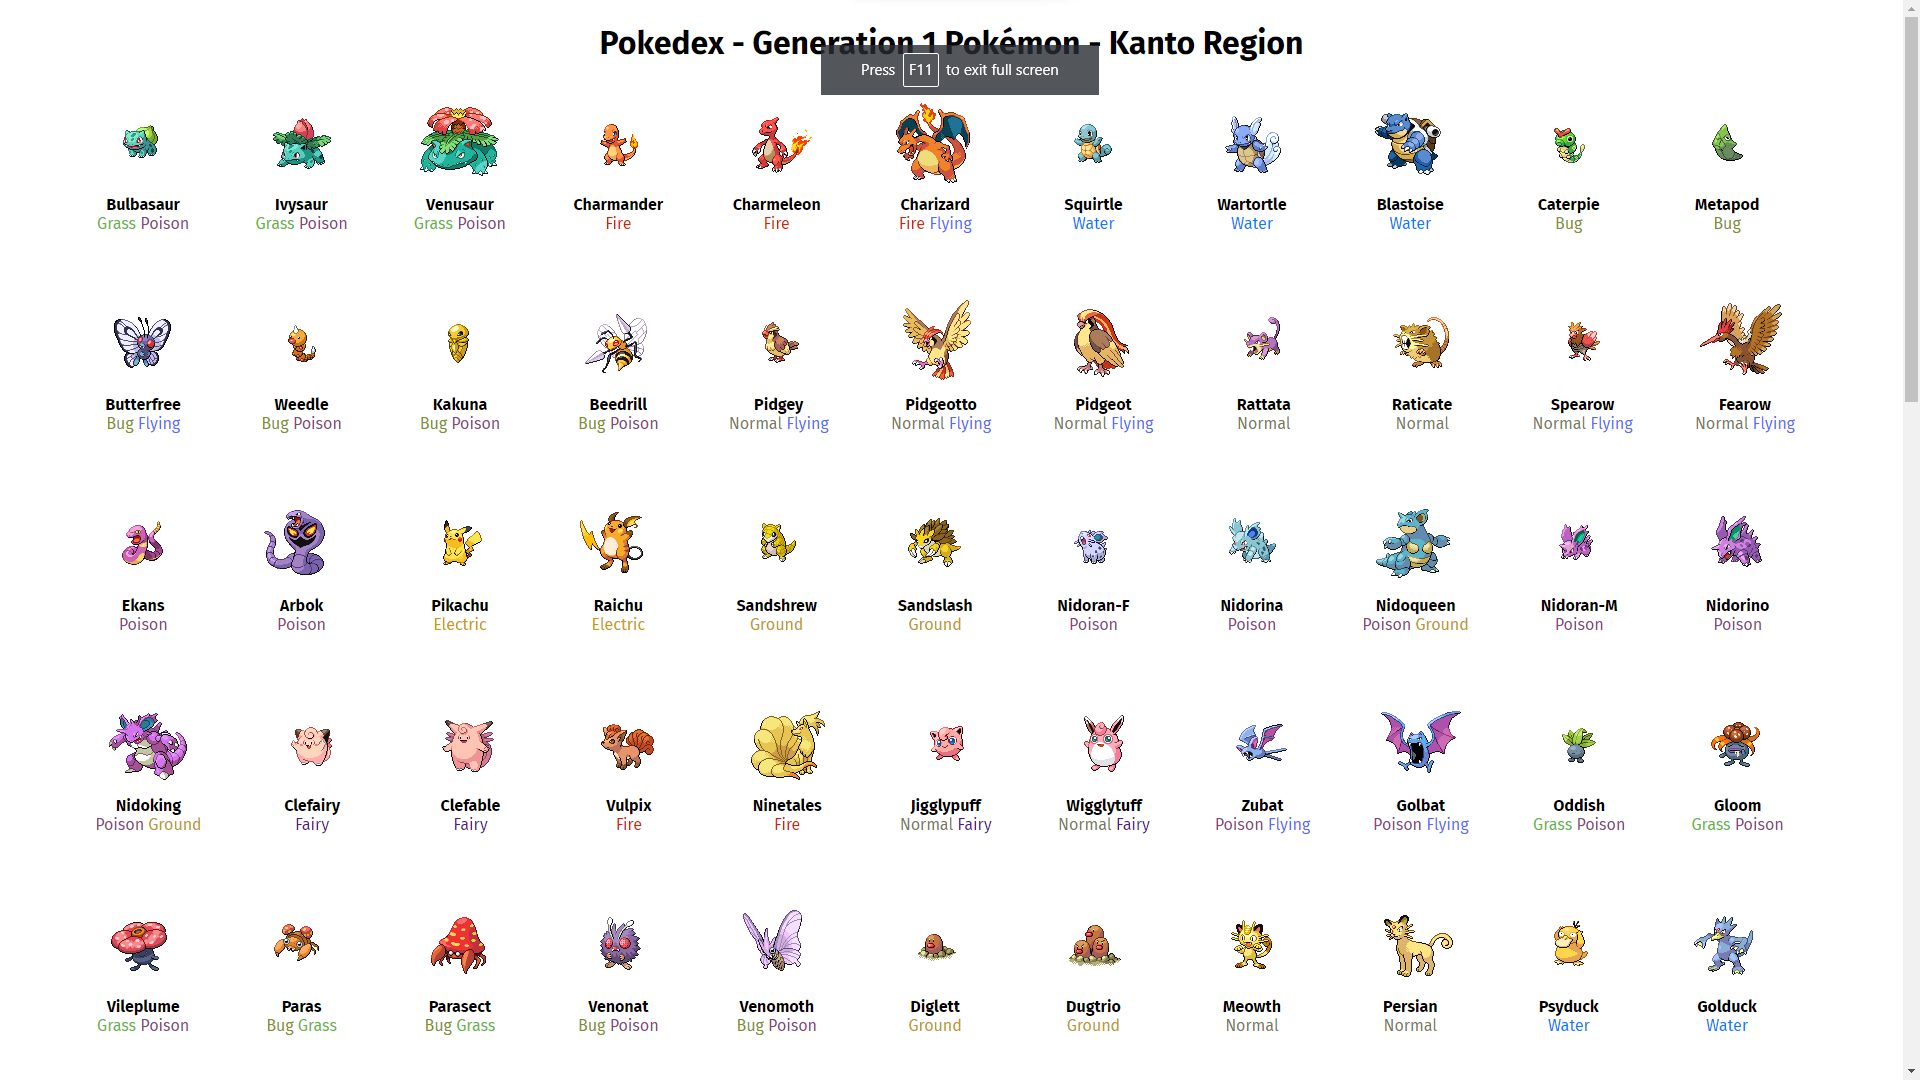 Pokedex - Generation 1 Pokémon - Kanto Region
Press F11 to exit full screen
Bulbasaur Ivysaur Venusaur Charmander Charmeleon Charizard Squirtle Wartortle Blastoise Caterpie Metapod
Grass Poison Grass Poison Grass Poison Fire Fire Fire Flying Water Water Water Bug Bug
Butterfree Weedle Kakuna Beedrill Pidgey Pidgeotto Pidgeot Rattata Raticate Spearow Fearow
Bug Flying Bug Poison Bug Poison Bug Poison Normal Flying Normal Flying Normal Flying Normal Normal Normal Flying Normal Flying
Ekans Arbok Pikachu Raichu Sandshrew Sandslash Nidoran-F Nidorina Nidoqueen Nidoran-M Nidorino
Poison Poison Electric Electric Ground Ground Poison Poison Poison Ground Poison Poison
Nidoking Clefairy Clefable Vulpix Ninetales Jigglypuff Wigglytuff Zubat Golbat Oddish Gloom
Poison Ground Fairy Fairy Fire Fire Normal Fairy Normal Fairy Poison Flying Poison Flying Grass Poison Grass Poison
Vileplume Paras Parasect Venonat Venomoth Diglett Dugtrio Meowth Persian Psyduck Golduck
Grass Poison Bug Grass Bug Grass Bug Poison Bug Poison Ground Ground Normal Normal Water Water